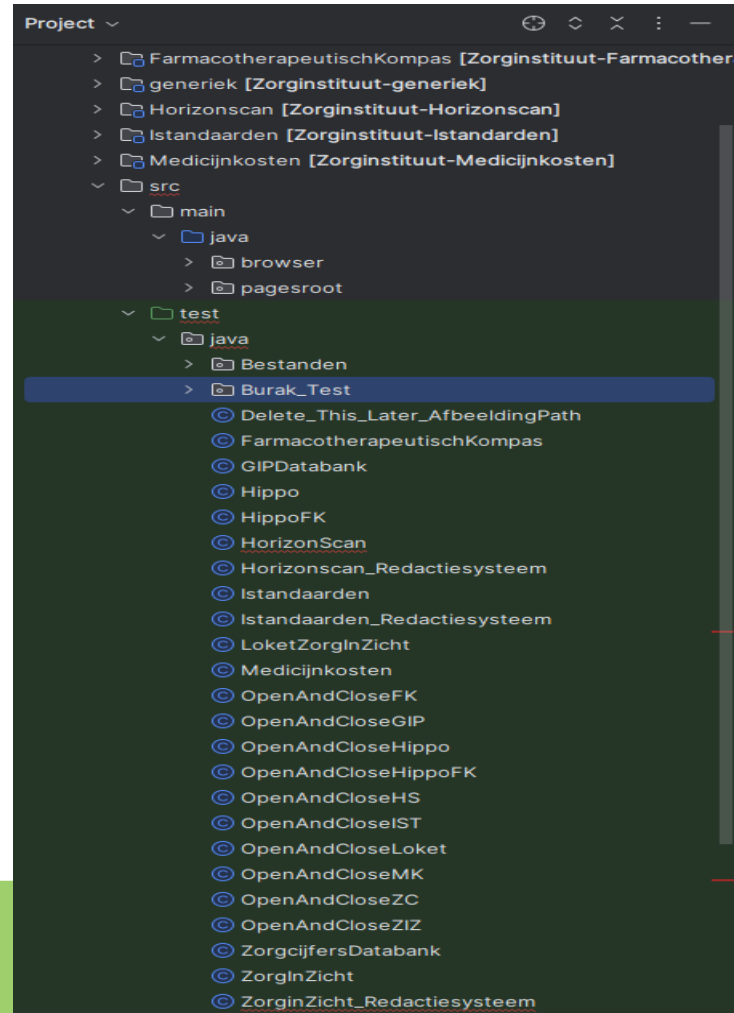 Project
FarmacotherapeutischKompas [Zorginstituut-Farmacother
generiek [Zorginstituut-generiek]
Horizonscan [Zorginstituut-Horizonscan]
Istandaarden [Zorginstituut-Istandarden]
Medicijnkosten [Zorginstituut-Medicijnkosten]
src
main
java
browser
pagesroot
test
java
Bestanden
Burak_Test
Delete_This_Later_AfbeeldingPath
FarmacotherapeutischKompas
GIPDatabank
Hippo
HippoFK
HorizonScan
Horizonscan_Redactiesysteem
Istandaarden
Istandaarden_Redactiesysteem
LoketZorgInZicht
Medicijnkosten
OpenAndCloseFK
OpenAndCloseGIP
OpenAndCloseHippo
OpenAndCloseHippoFK
OpenAndCloseHS
OpenAndCloseIST
OpenAndCloseLoket
OpenAndCloseMK
OpenAndCloseZC
OpenAndCloseZIZ
ZorgcijfersDatabank
ZorgInZicht
ZorginZicht_Redactiesysteem